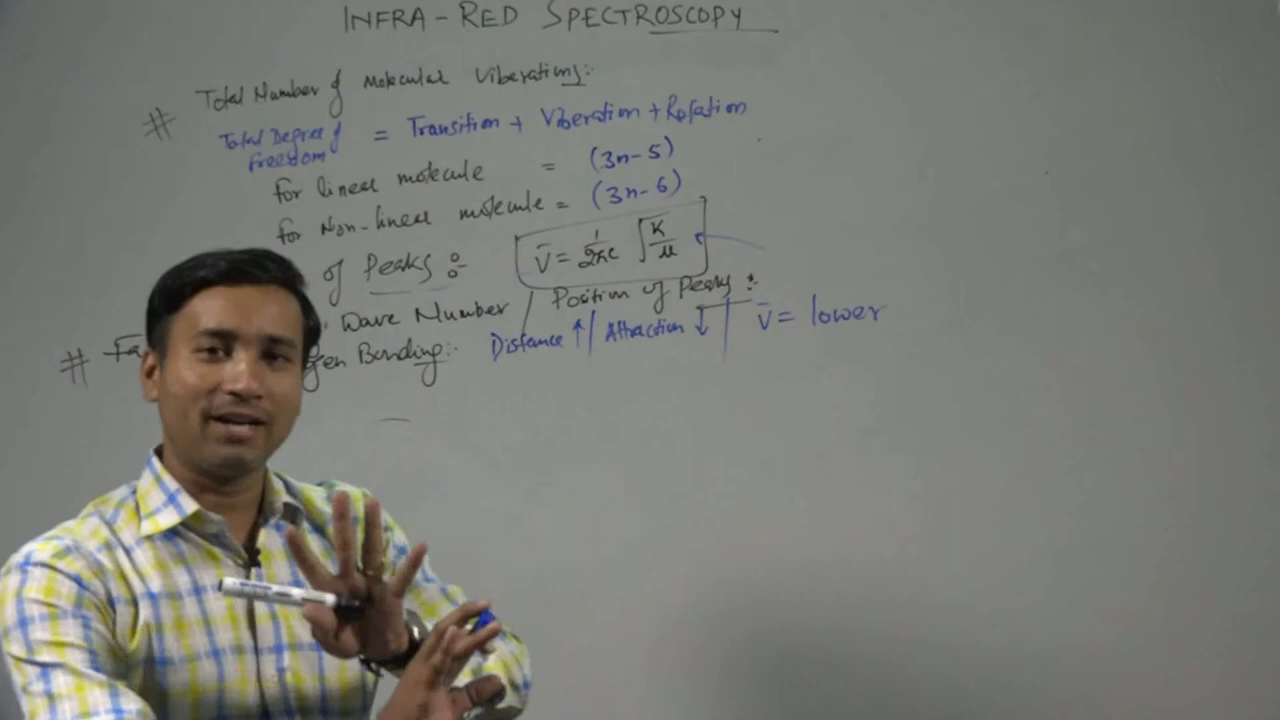 INFRA-RED SPECTROSCOPY
# Total Number of Molecular Viberations:-
Total Degree of Freedom = Transition + Viberation + Rotation
for linear molecule = (3n-5)
for Non-linear molecule = (3n-6)
of Peaks :- ν̄ = 1/2πc √K/μ
Wave Number / Position of Peaks :-
# Fa gen Bonding:- Distance ↑ / Attraction ↓ / ν̄ = lower